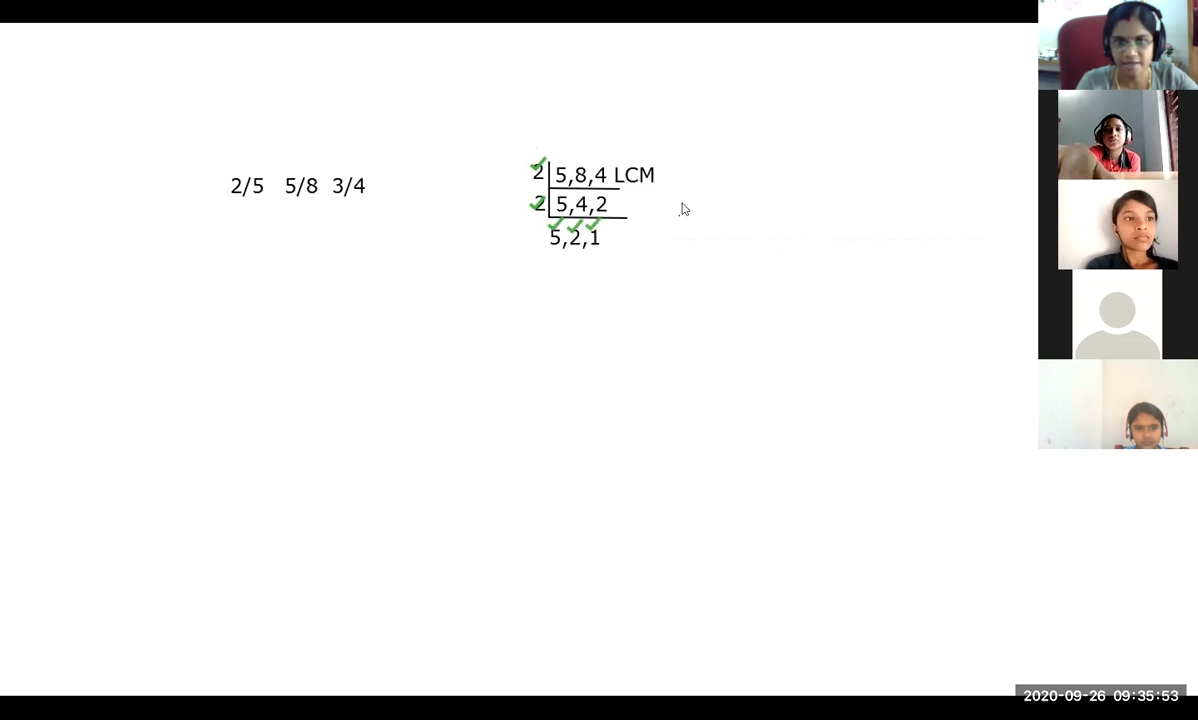 2/5 5/8 3/4
2 5,8,4 LCM
2 5,4,2
5,2,1
2020-09-26 09:35:53